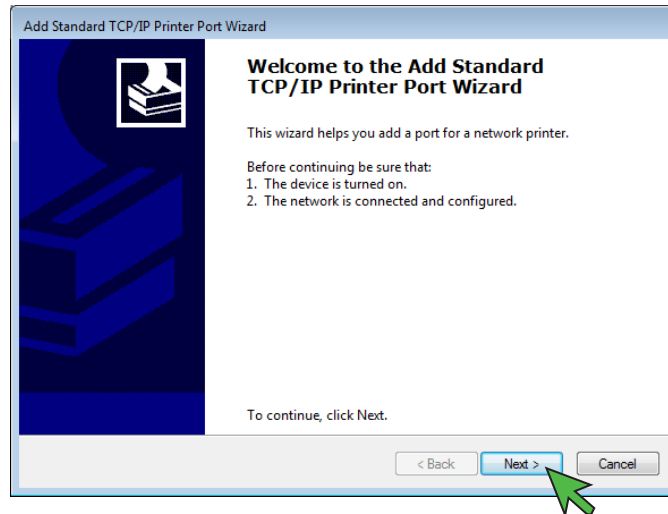 Add Standard TCP/IP Printer Port Wizard
Welcome to the Add Standard
TCP/IP Printer Port Wizard
This wizard helps you add a port for a network printer.
Before continuing be sure that:
1. The device is turned on.
2. The network is connected and configured.
To continue, click Next.
< Back Next > Cancel